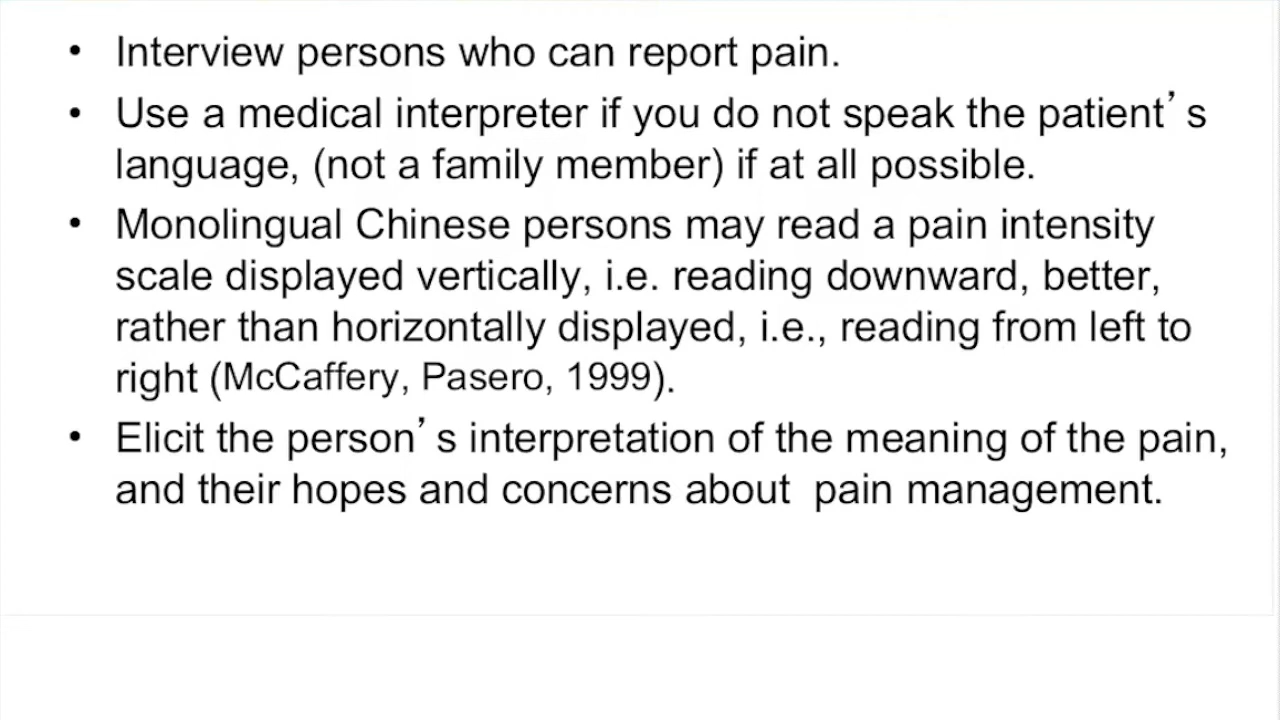 • Interview persons who can report pain.
• Use a medical interpreter if you do not speak the patient’s
language, (not a family member) if at all possible.
• Monolingual Chinese persons may read a pain intensity
scale displayed vertically, i.e. reading downward, better,
rather than horizontally displayed, i.e., reading from left to
right (McCaffery, Pasero, 1999).
• Elicit the person’s interpretation of the meaning of the pain,
and their hopes and concerns about  pain management.